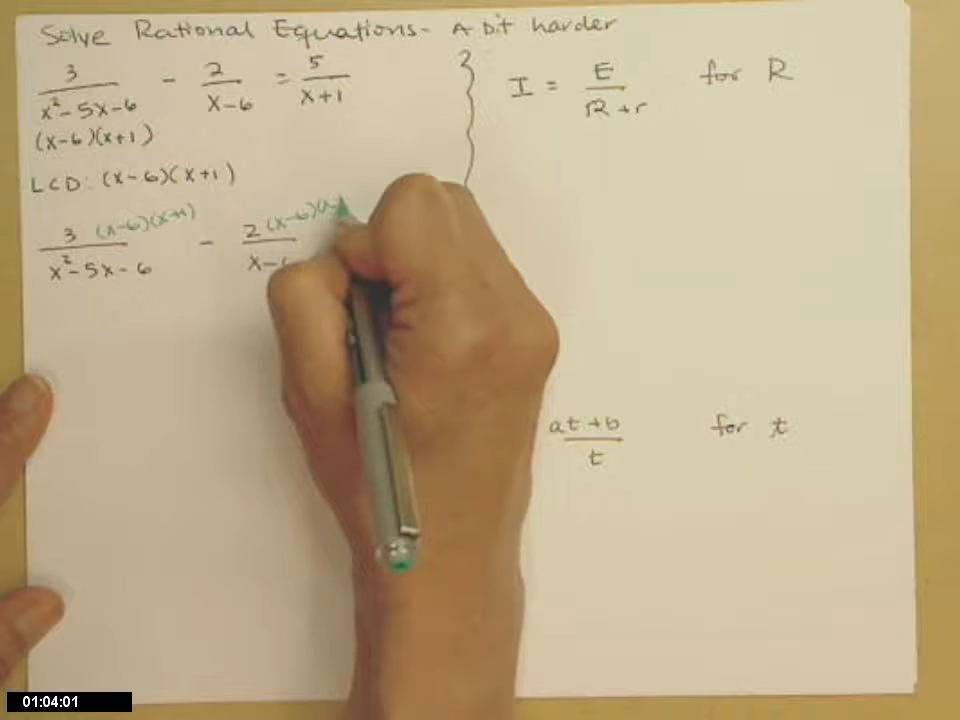 Solve Rational Equations - A bit harder
3/(x²-5x-6) - 2/(x-6) = 5/(x+1)
(x-6)(x+1)
LCD: (x-6)(x+1)
3 (x-6)(x+1)/(x²-5x-6) - 2 (x-6)(x
x-6
I = E/(R+r) for R
at+b/t for t
01:04:01